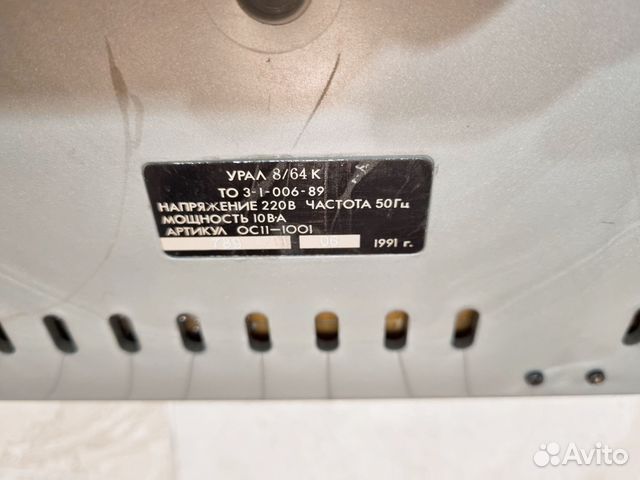 УРАЛ 8/64 К
ТО 3-1-006-89
НАПРЯЖЕНИЕ 220В ЧАСТОТА 50Гц
МОЩНОСТЬ 10В·А
АРТИКУЛ ОС11-1001
1991 г.
Avito